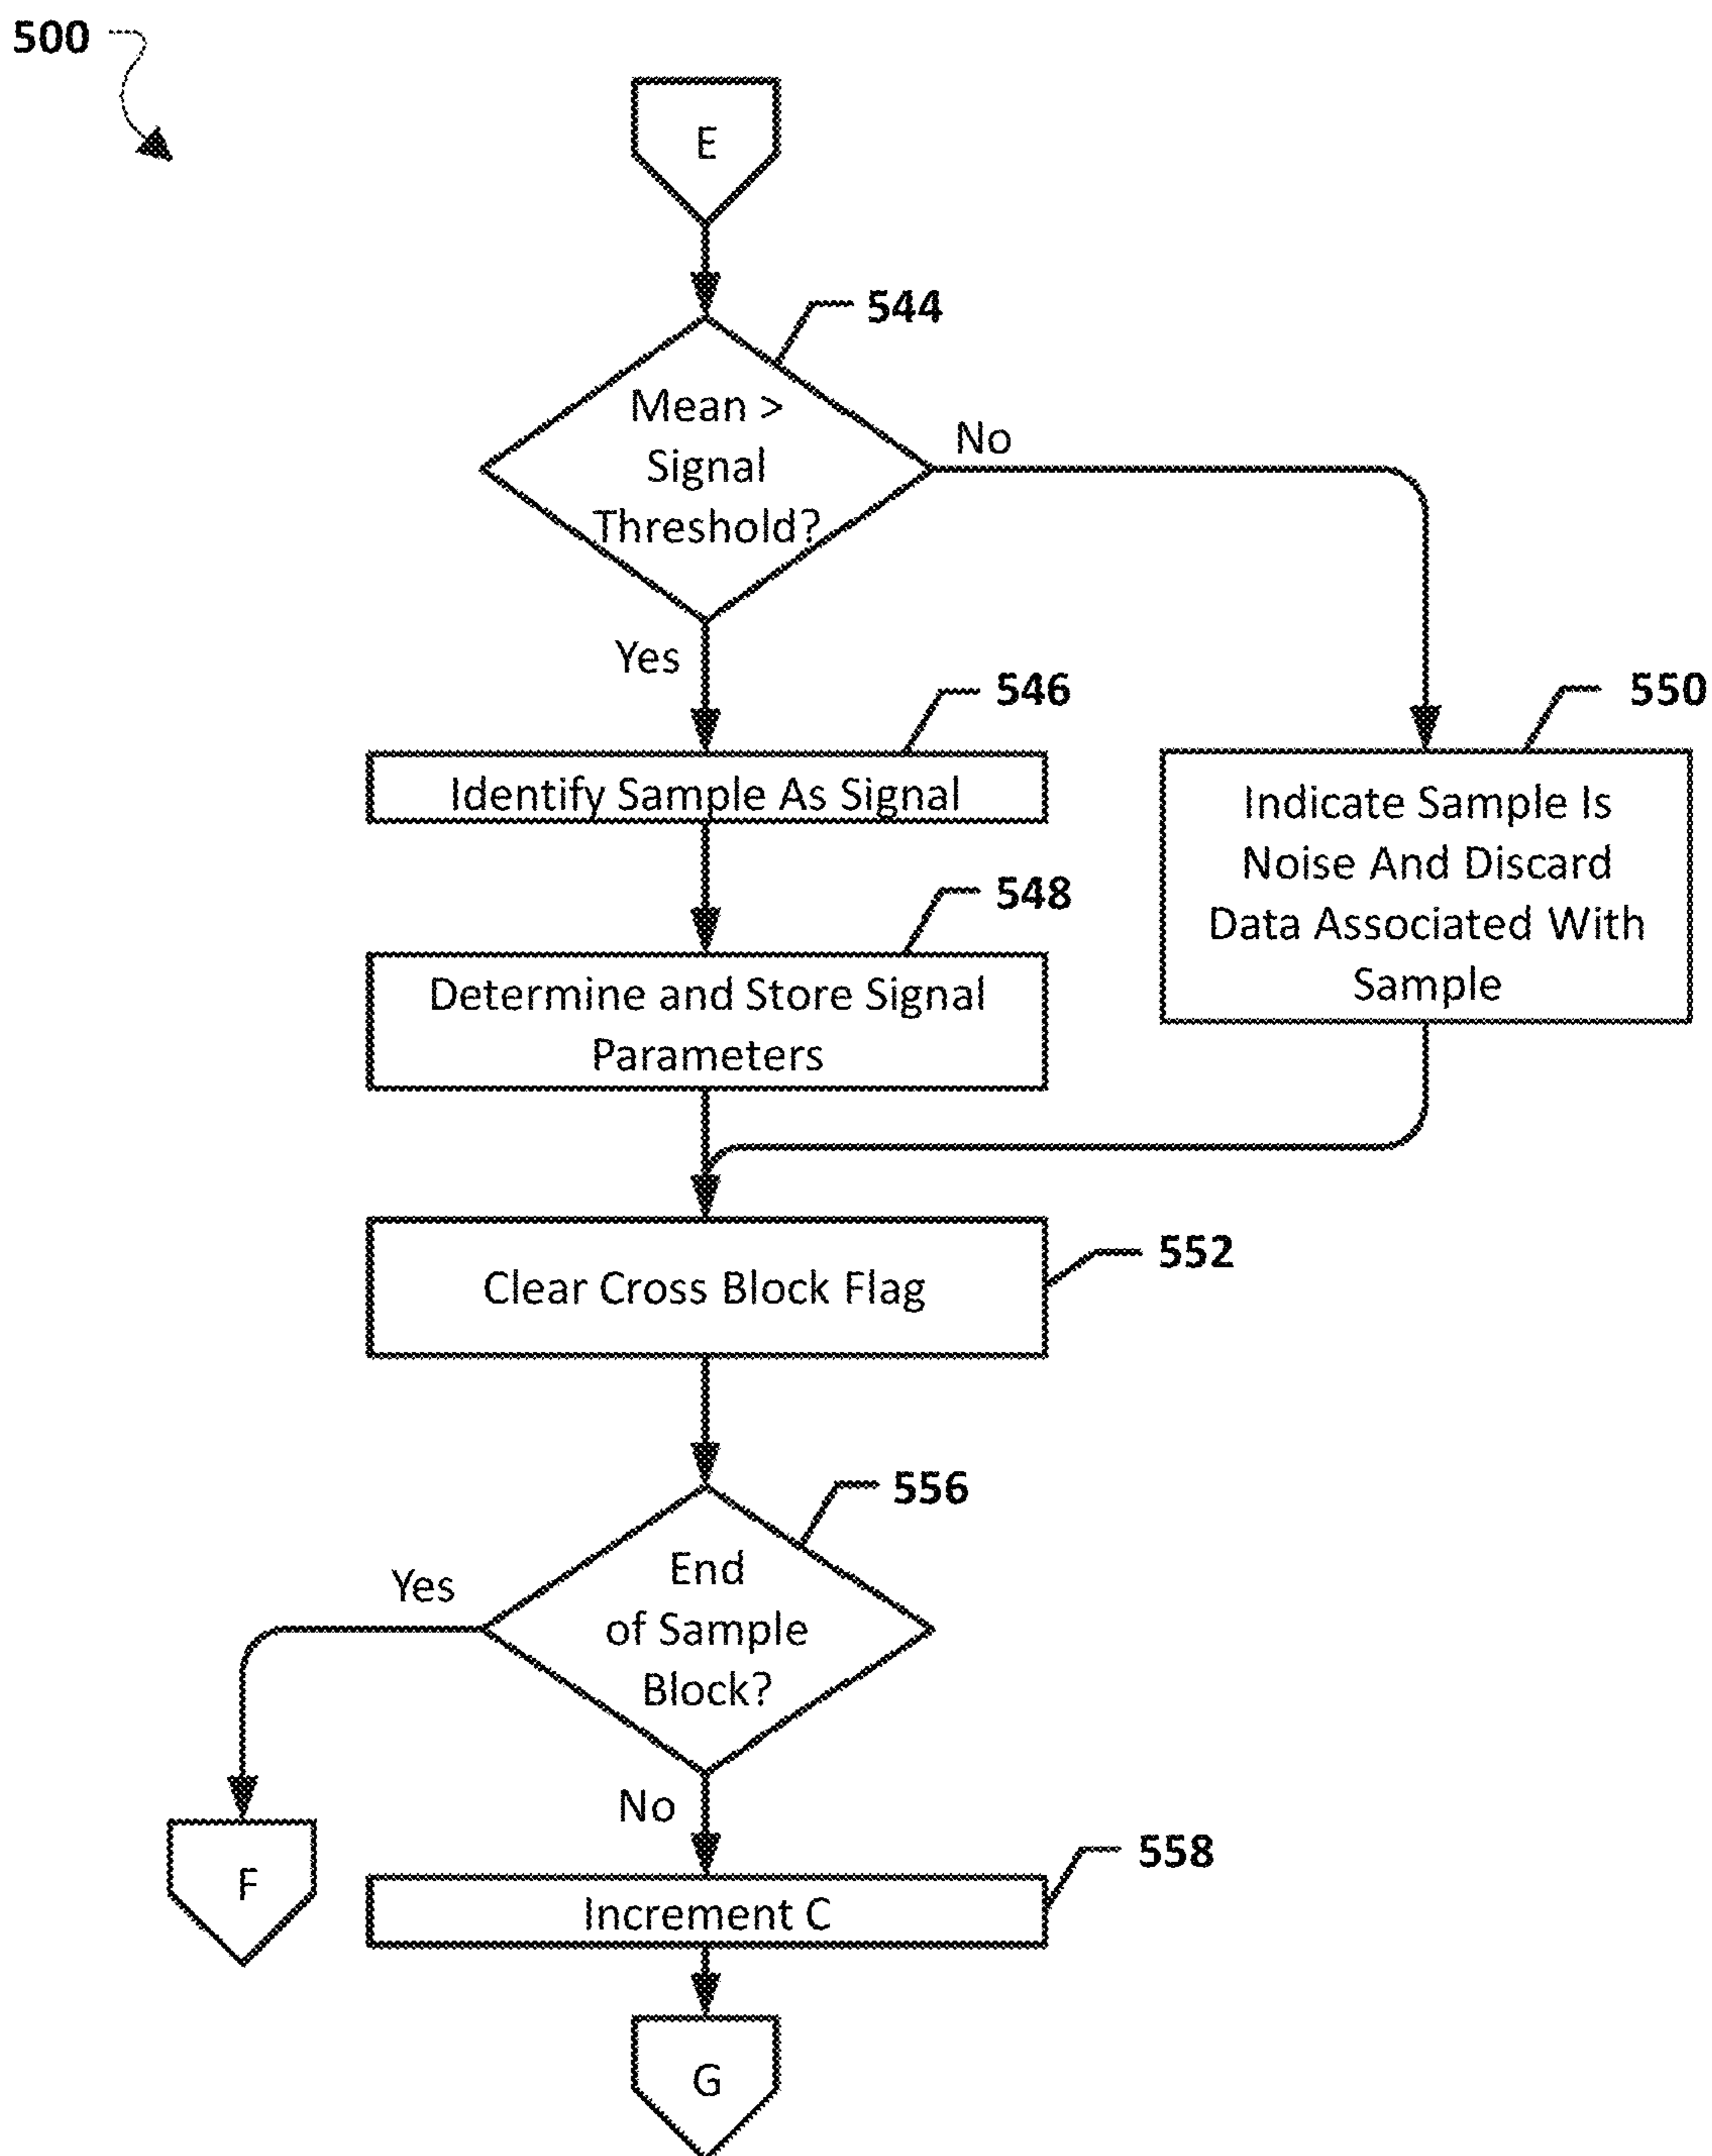 500
E
544
Mean >
Signal
Threshold?
No
Yes
546
Identify Sample As Signal
550
Indicate Sample Is
Noise And Discard
Data Associated With
Sample
548
Determine and Store Signal
Parameters
552
Clear Cross Block Flag
556
End
of Sample
Block?
Yes
No
F
558
Increment C
G